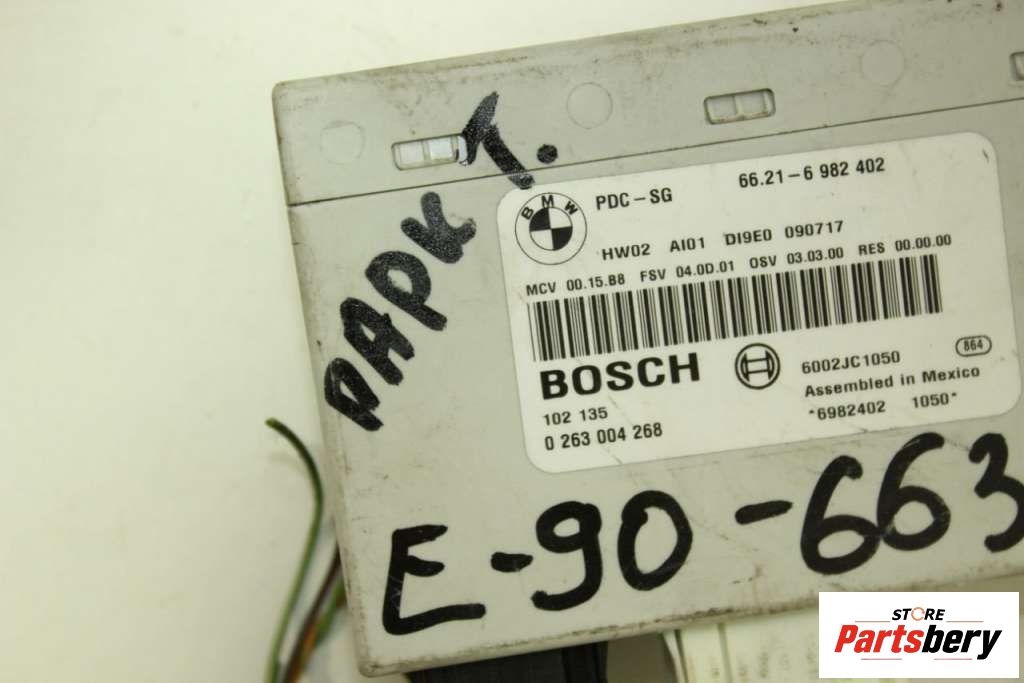 ПАРК Т.
BMW
PDC-SG 66.21-6 982 402
HW02 AI01 DI9E0 090717
MCV 00.15.B8 FSV 04.0D.01 OSV 03.03.00 RES 00.00.00
BOSCH
6002JC1050 864
Assembled in Mexico
102 135
*6982402 1050*
0 263 004 268
E-90-663
STORE
Partsbery